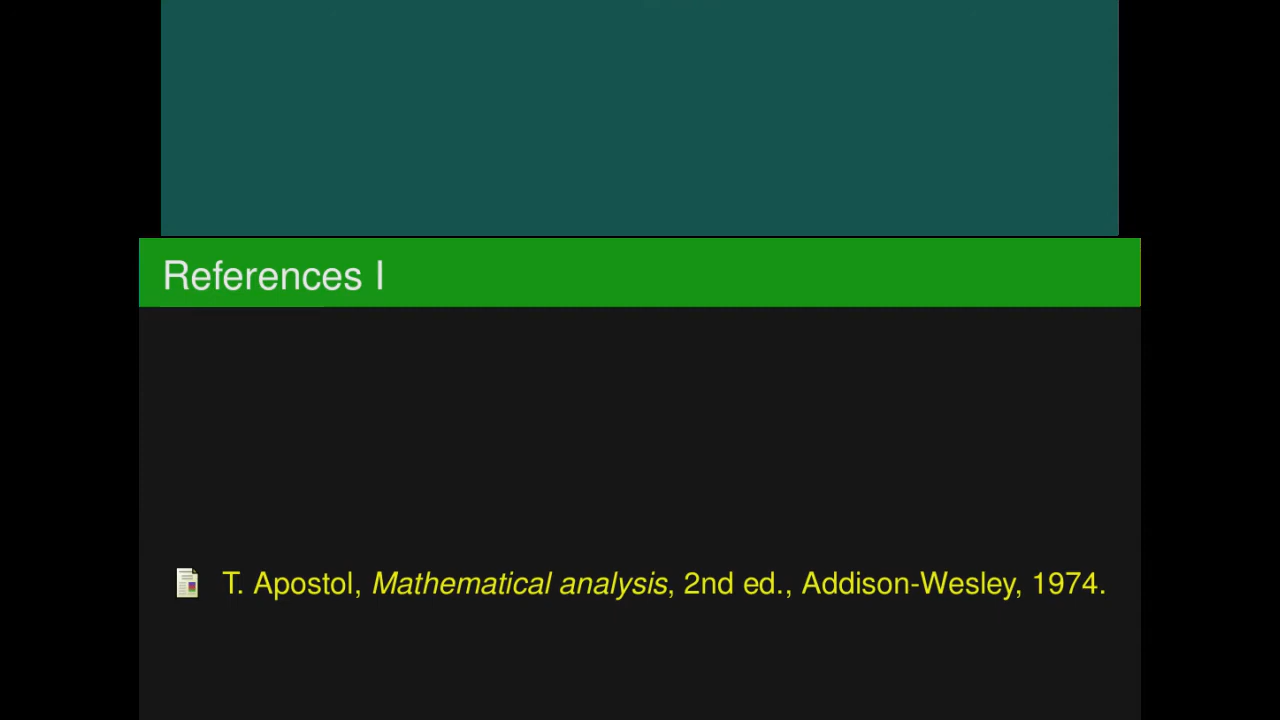 References I
T. Apostol, Mathematical analysis, 2nd ed., Addison-Wesley, 1974.